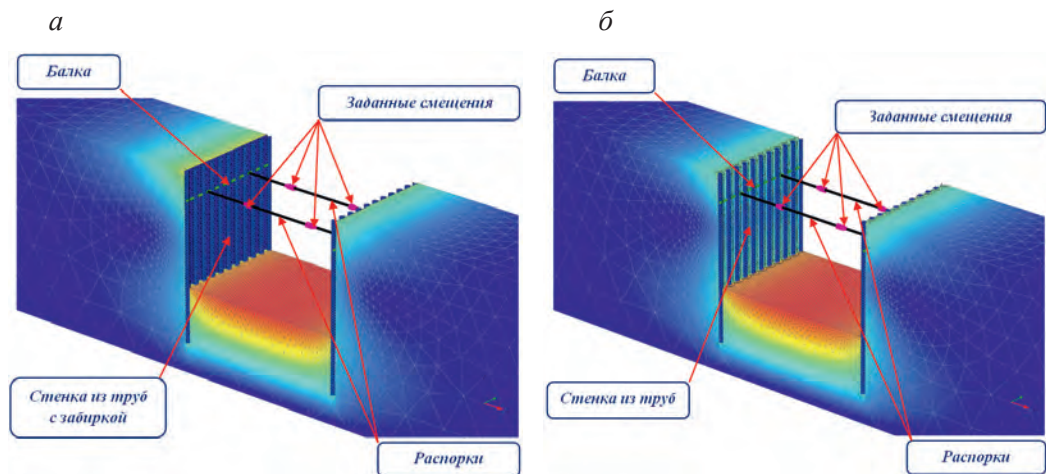 а
б
Балка
Заданные смещения
Стенка из труб
с забиркой
Распорки
Балка
Заданные смещения
Стенка из труб
Распорки